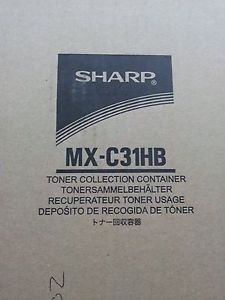 SHARP®
MX-C31HB
TONER COLLECTION CONTAINER
TONERSAMMELBEHÄLTER
RECUPERATEUR TONER USAGE
DEPOSITO DE RECOGIDA DE TÓNER
トナー回収容器